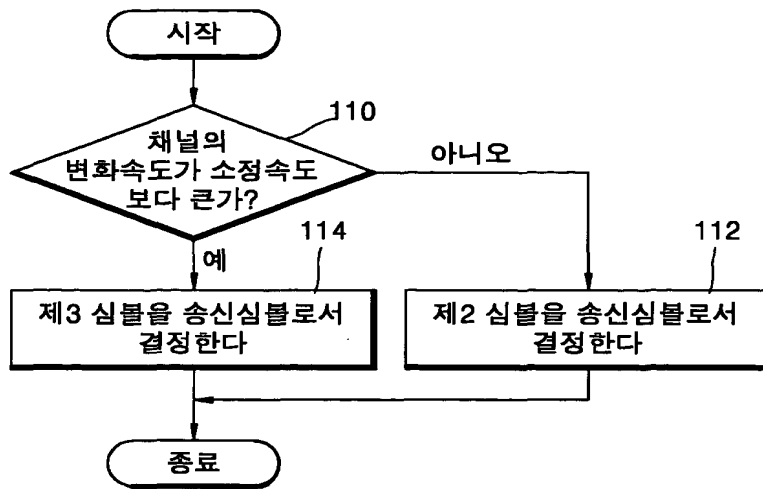 시작
110
채널의
변화속도가 소정속도
보다 큰가?
아니오
예
114
112
제3 심볼을 송신심볼로서
결정한다
제2 심볼을 송신심볼로서
결정한다
종료